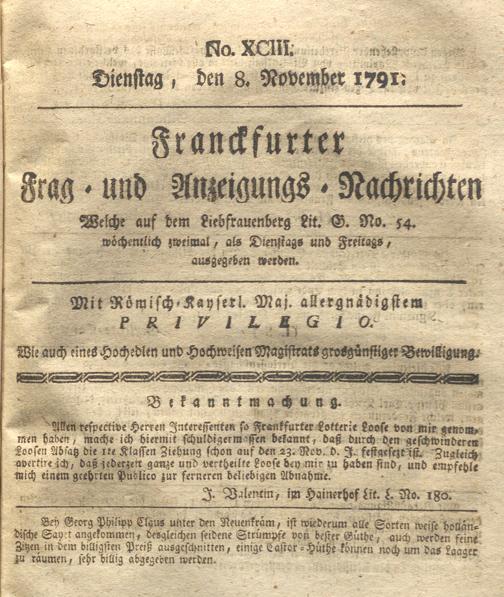 No. XCIII.
Dienstag, den 8. November 1791.
Franckfurter
Frag- und Anzeigungs-Nachrichten
Welche auf dem Liebfrauenberg Lit. G. No. 54.
wöchentlich zweimal, als Dienstags und Freitags,
ausgegeben werden.
Mit Römisch-Kayserl. Maj. allergnädigstem
PRIVILEGIO.
Wie auch eines Hochedlen und Hochweisen Magistrats grosgünstiger Bewilligung.
Bekanntmachung.
Allen respective Herren Interessenten so Frankfurter Lotterie Loose von mir genom-
men haben, mache ich hiermit schuldigermassen bekannt, daß durch den geschwinderen
Loosen Absatz die 1te Klassen Ziehung schon auf den 23. Nov. d. J. festgesetzt ist. Zugleich
avertire ich, daß jederzeit ganze und vertheilte Loose bey mir zu haben sind, und empfehle
mich einem geehrten Publico zur ferneren beliebigen Abnahme.
J. Valentin, im Hainerhof Lit. L. No. 180.
Bey Georg Philipp Claus unter den Neuenkräm, ist wiederum alle Sorten weise hollän-
dische Sayet angekommen, desgleichen seidene Strümpfe von bester Güthe, auch werden feine
Zitzen in dem billigsten Preiß ausgeschnitten, einige Castor-Hüthe können noch um das Laager
zu räumen, sehr billig abgegeben werden.